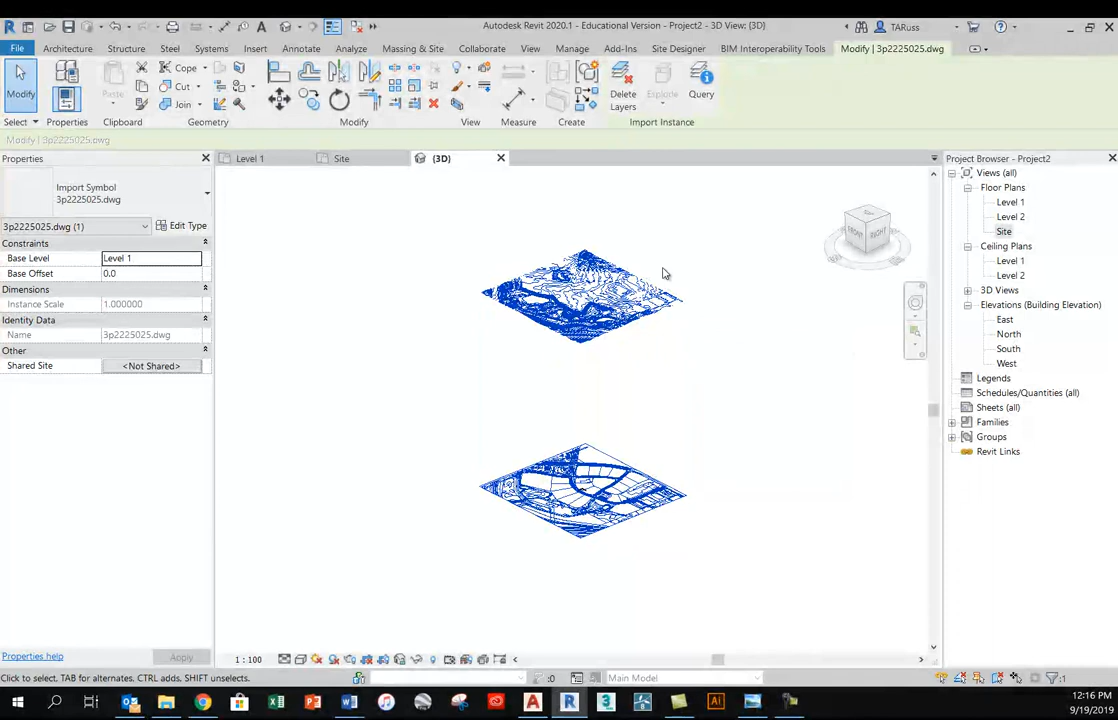 Autodesk Revit 2020.1 - Educational Version - Project2 - 3D View: {3D}
TARuss
File Architecture Structure Steel Systems Insert Annotate Analyze Massing & Site Collaborate View Manage Add-Ins Site Designer BIM Interoperability Tools Modify | 3p2225025.dwg
Modify Paste Cope Cut Join Delete Layers Explode Query
Select Properties Clipboard Geometry Modify View Measure Create Import Instance
Modify | 3p2225025.dwg
Properties
Import Symbol
3p2225025.dwg
3p2225025.dwg (1) Edit Type
Constraints
Base Level Level 1
Base Offset 0.0
Dimensions
Instance Scale 1.000000
Identity Data
Name 3p2225025.dwg
Other
Shared Site <Not Shared>
Properties help Apply
Level 1 Site {3D}
FRONT RIGHT
Project Browser - Project2
Views (all)
Floor Plans
Level 1
Level 2
Site
Ceiling Plans
Level 1
Level 2
3D Views
Elevations (Building Elevation)
East
North
South
West
Legends
Schedules/Quantities (all)
Sheets (all)
Families
Groups
Revit Links
1 : 100
Click to select, TAB for alternates, CTRL adds, SHIFT unselects. :0 Main Model :1
12:16 PM
9/19/2019